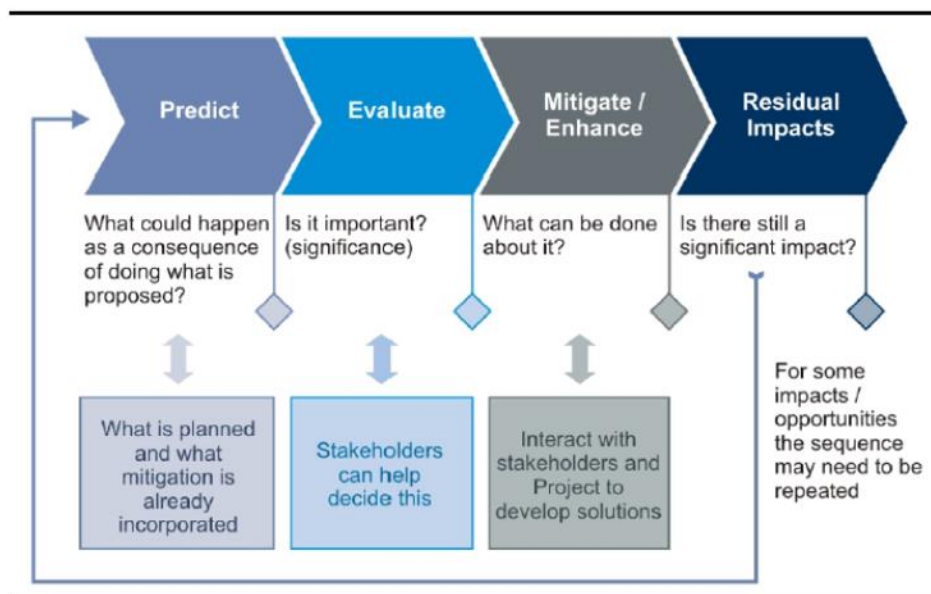 Predict
Evaluate
Mitigate /
Enhance
Residual
Impacts
What could happen
as a consequence
of doing what is
proposed?
Is it important?
(significance)
What can be done
about it?
Is there still a
significant impact?
What is planned
and what
mitigation is
already
incorporated
Stakeholders
can help
decide this
Interact with
stakeholders and
Project to
develop solutions
For some
impacts /
opportunities
the sequence
may need to be
repeated